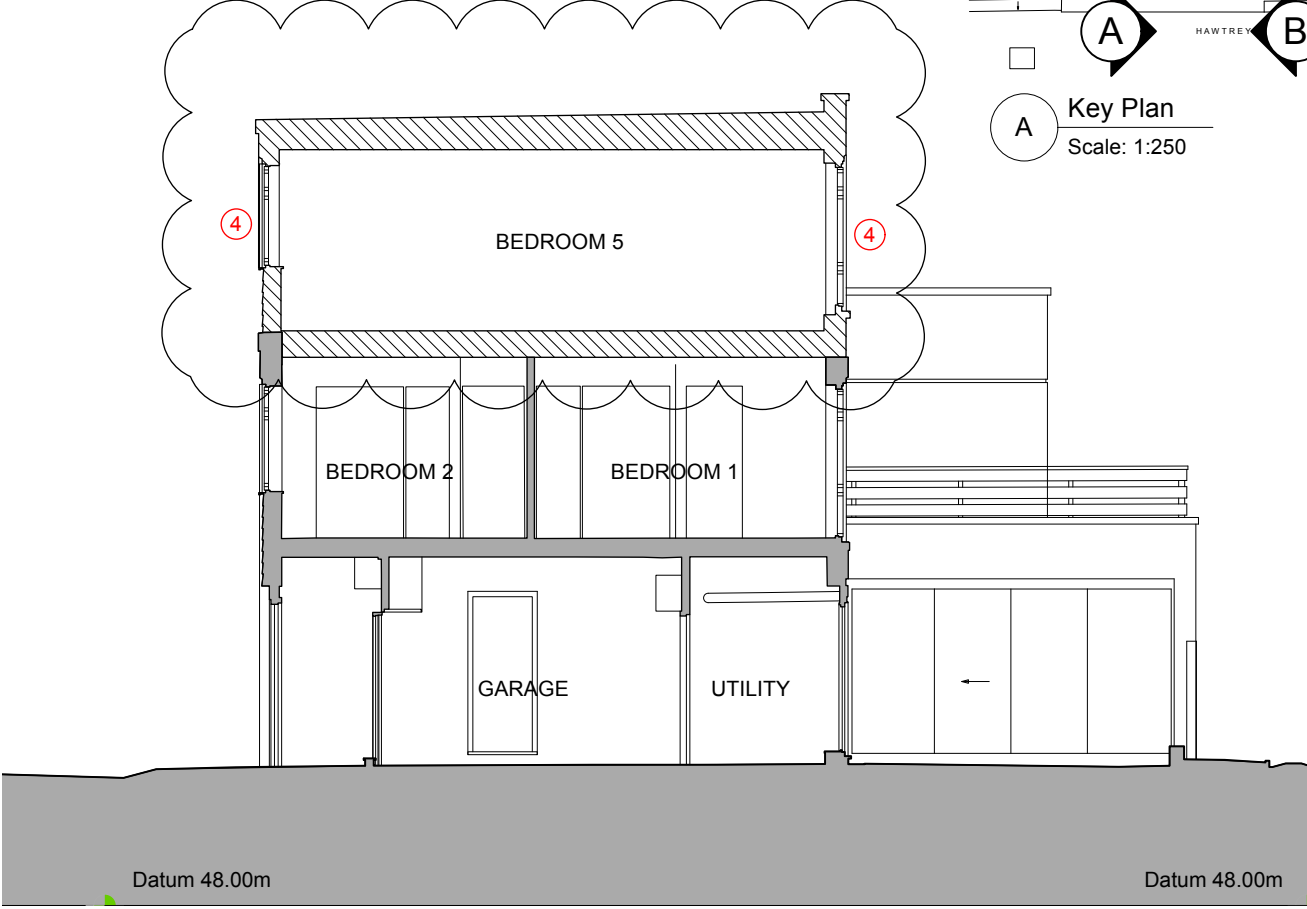 A
HAWTREY
B
A
Key Plan
Scale: 1:250
4
BEDROOM 5
4
BEDROOM 2
BEDROOM 1
GARAGE
UTILITY
Datum 48.00m
Datum 48.00m